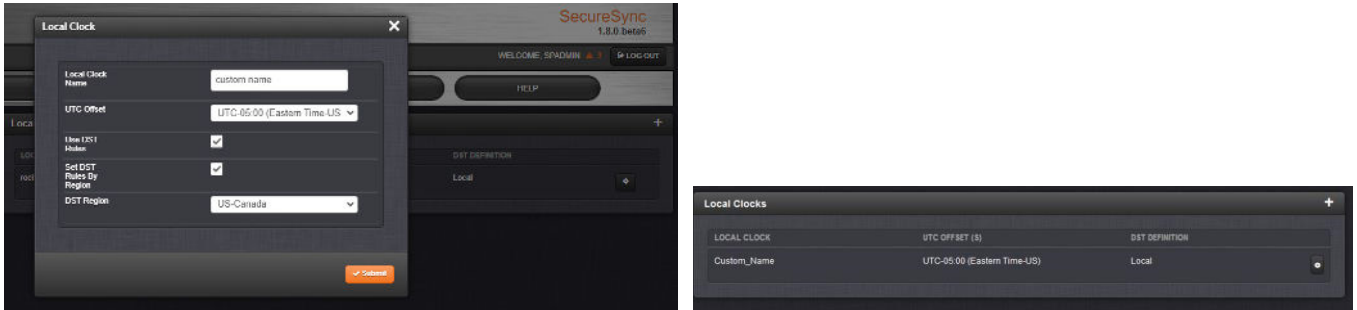 Local Clock
SecureSync
1.8.0 beta6
WELCOME, SPADMIN
LOG OUT
HELP
Local Clock
Name
custom name
UTC Offset
UTC-05:00 (Eastern Time-US
Use DST
Rules
Set DST
Rules By
Region
DST Region
US-Canada
Submit
Loca
+
LOC
DST DEFINITION
Local
Local Clocks
+
LOCAL CLOCK
UTC OFFSET (S)
DST DEFINITION
Custom_Name
UTC-05:00 (Eastern Time-US)
Local